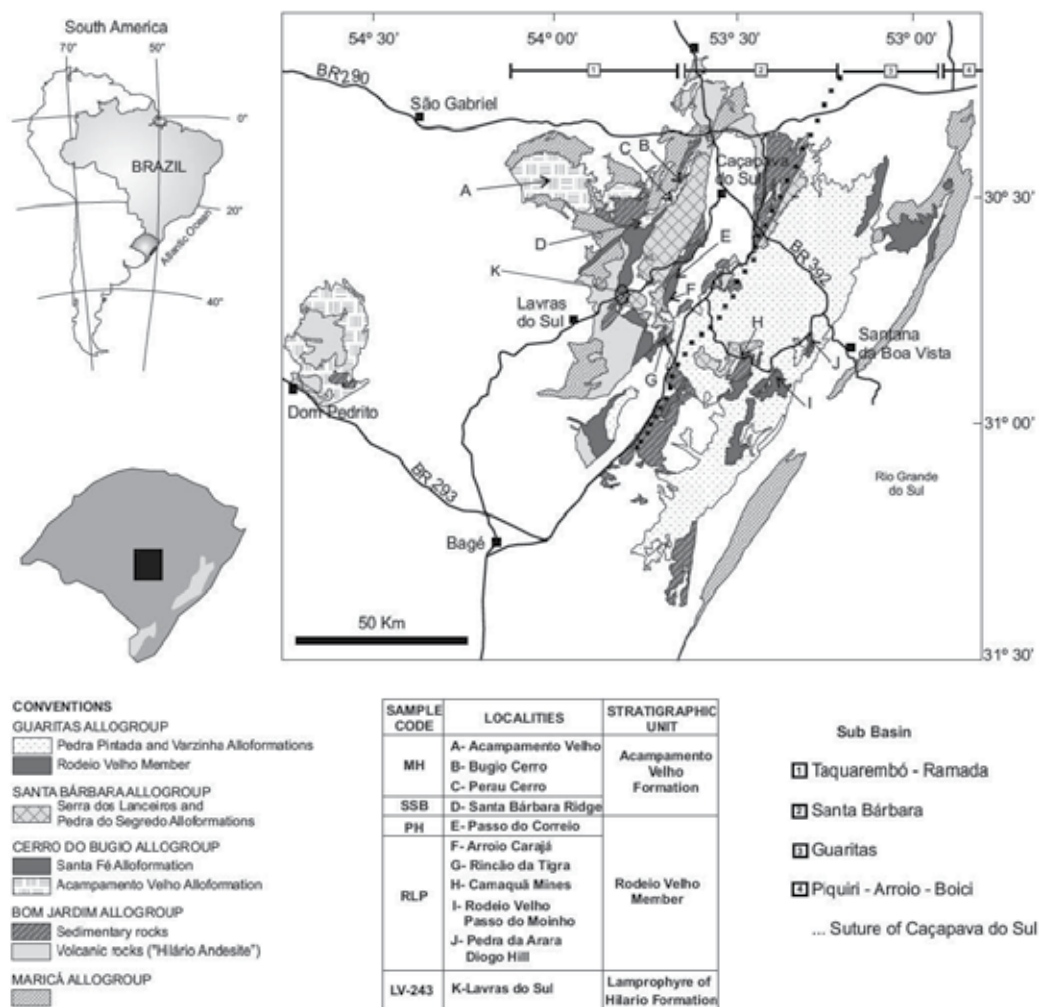 South America
70°
50°
0°
BRAZIL
20°
Atlantic Ocean
40°
54° 30'
54° 00'
53° 30'
53° 00'
BR290
1
2
3
4
São Gabriel
C
B
Caçapava
do Sul
A
30° 30'
D
E
K
BR 392
F
Lavras
do Sul
H
Santana
da Boa Vista
J
G
I
Dom Pedrito
31° 00'
BR 293
Rio Grande
do Sul
Bagé
50 Km
31° 30'
CONVENTIONS
GUARITAS ALLOGROUP
Pedra Pintada and Varzinha Alloformations
Rodeio Velho Member
SANTA BÁRBARA ALLOGROUP
Serra dos Lanceiros and
Pedra do Segredo Alloformations
CERRO DO BUGIO ALLOGROUP
Santa Fé Alloformation
Acampamento Velho Alloformation
BOM JARDIM ALLOGROUP
Sedimentary rocks
Volcanic rocks ("Hilário Andesite")
MARICÁ ALLOGROUP
SAMPLE
CODE
LOCALITIES
STRATIGRAPHIC
UNIT
MH
A- Acampamento Velho
B- Bugio Cerro
C- Perau Cerro
Acampamento
Velho
Formation
SSB
D- Santa Bárbara Ridge
PH
E- Passo do Correio
RLP
F- Arroio Carajá
G- Rincão da Tigra
H- Camaquã Mines
I- Rodeio Velho
Passo do Moinho
J- Pedra da Arara
Diogo Hill
Rodeio Velho
Member
LV-243
K-Lavras do Sul
Lamprophyre of
Hilario Formation
Sub Basin
1 Taquarembó - Ramada
2 Santa Bárbara
3 Guaritas
4 Piquiri - Arroio - Boici
... Suture of Caçapava do Sul